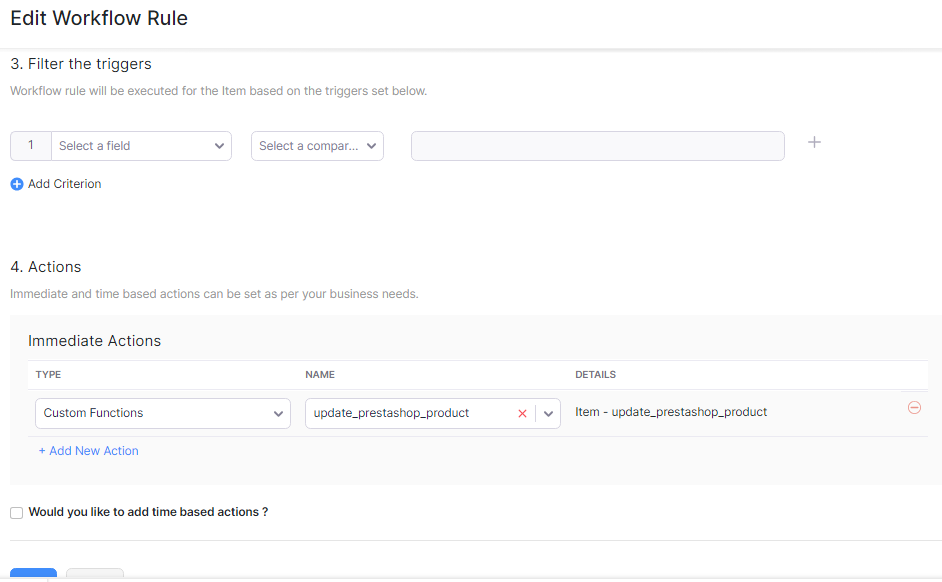 Edit Workflow Rule
3. Filter the triggers
Workflow rule will be executed for the Item based on the triggers set below.
1 Select a field Select a compar...
Add Criterion
4. Actions
Immediate and time based actions can be set as per your business needs.
Immediate Actions
TYPE NAME DETAILS
Custom Functions update_prestashop_product Item - update_prestashop_product
+ Add New Action
Would you like to add time based actions ?